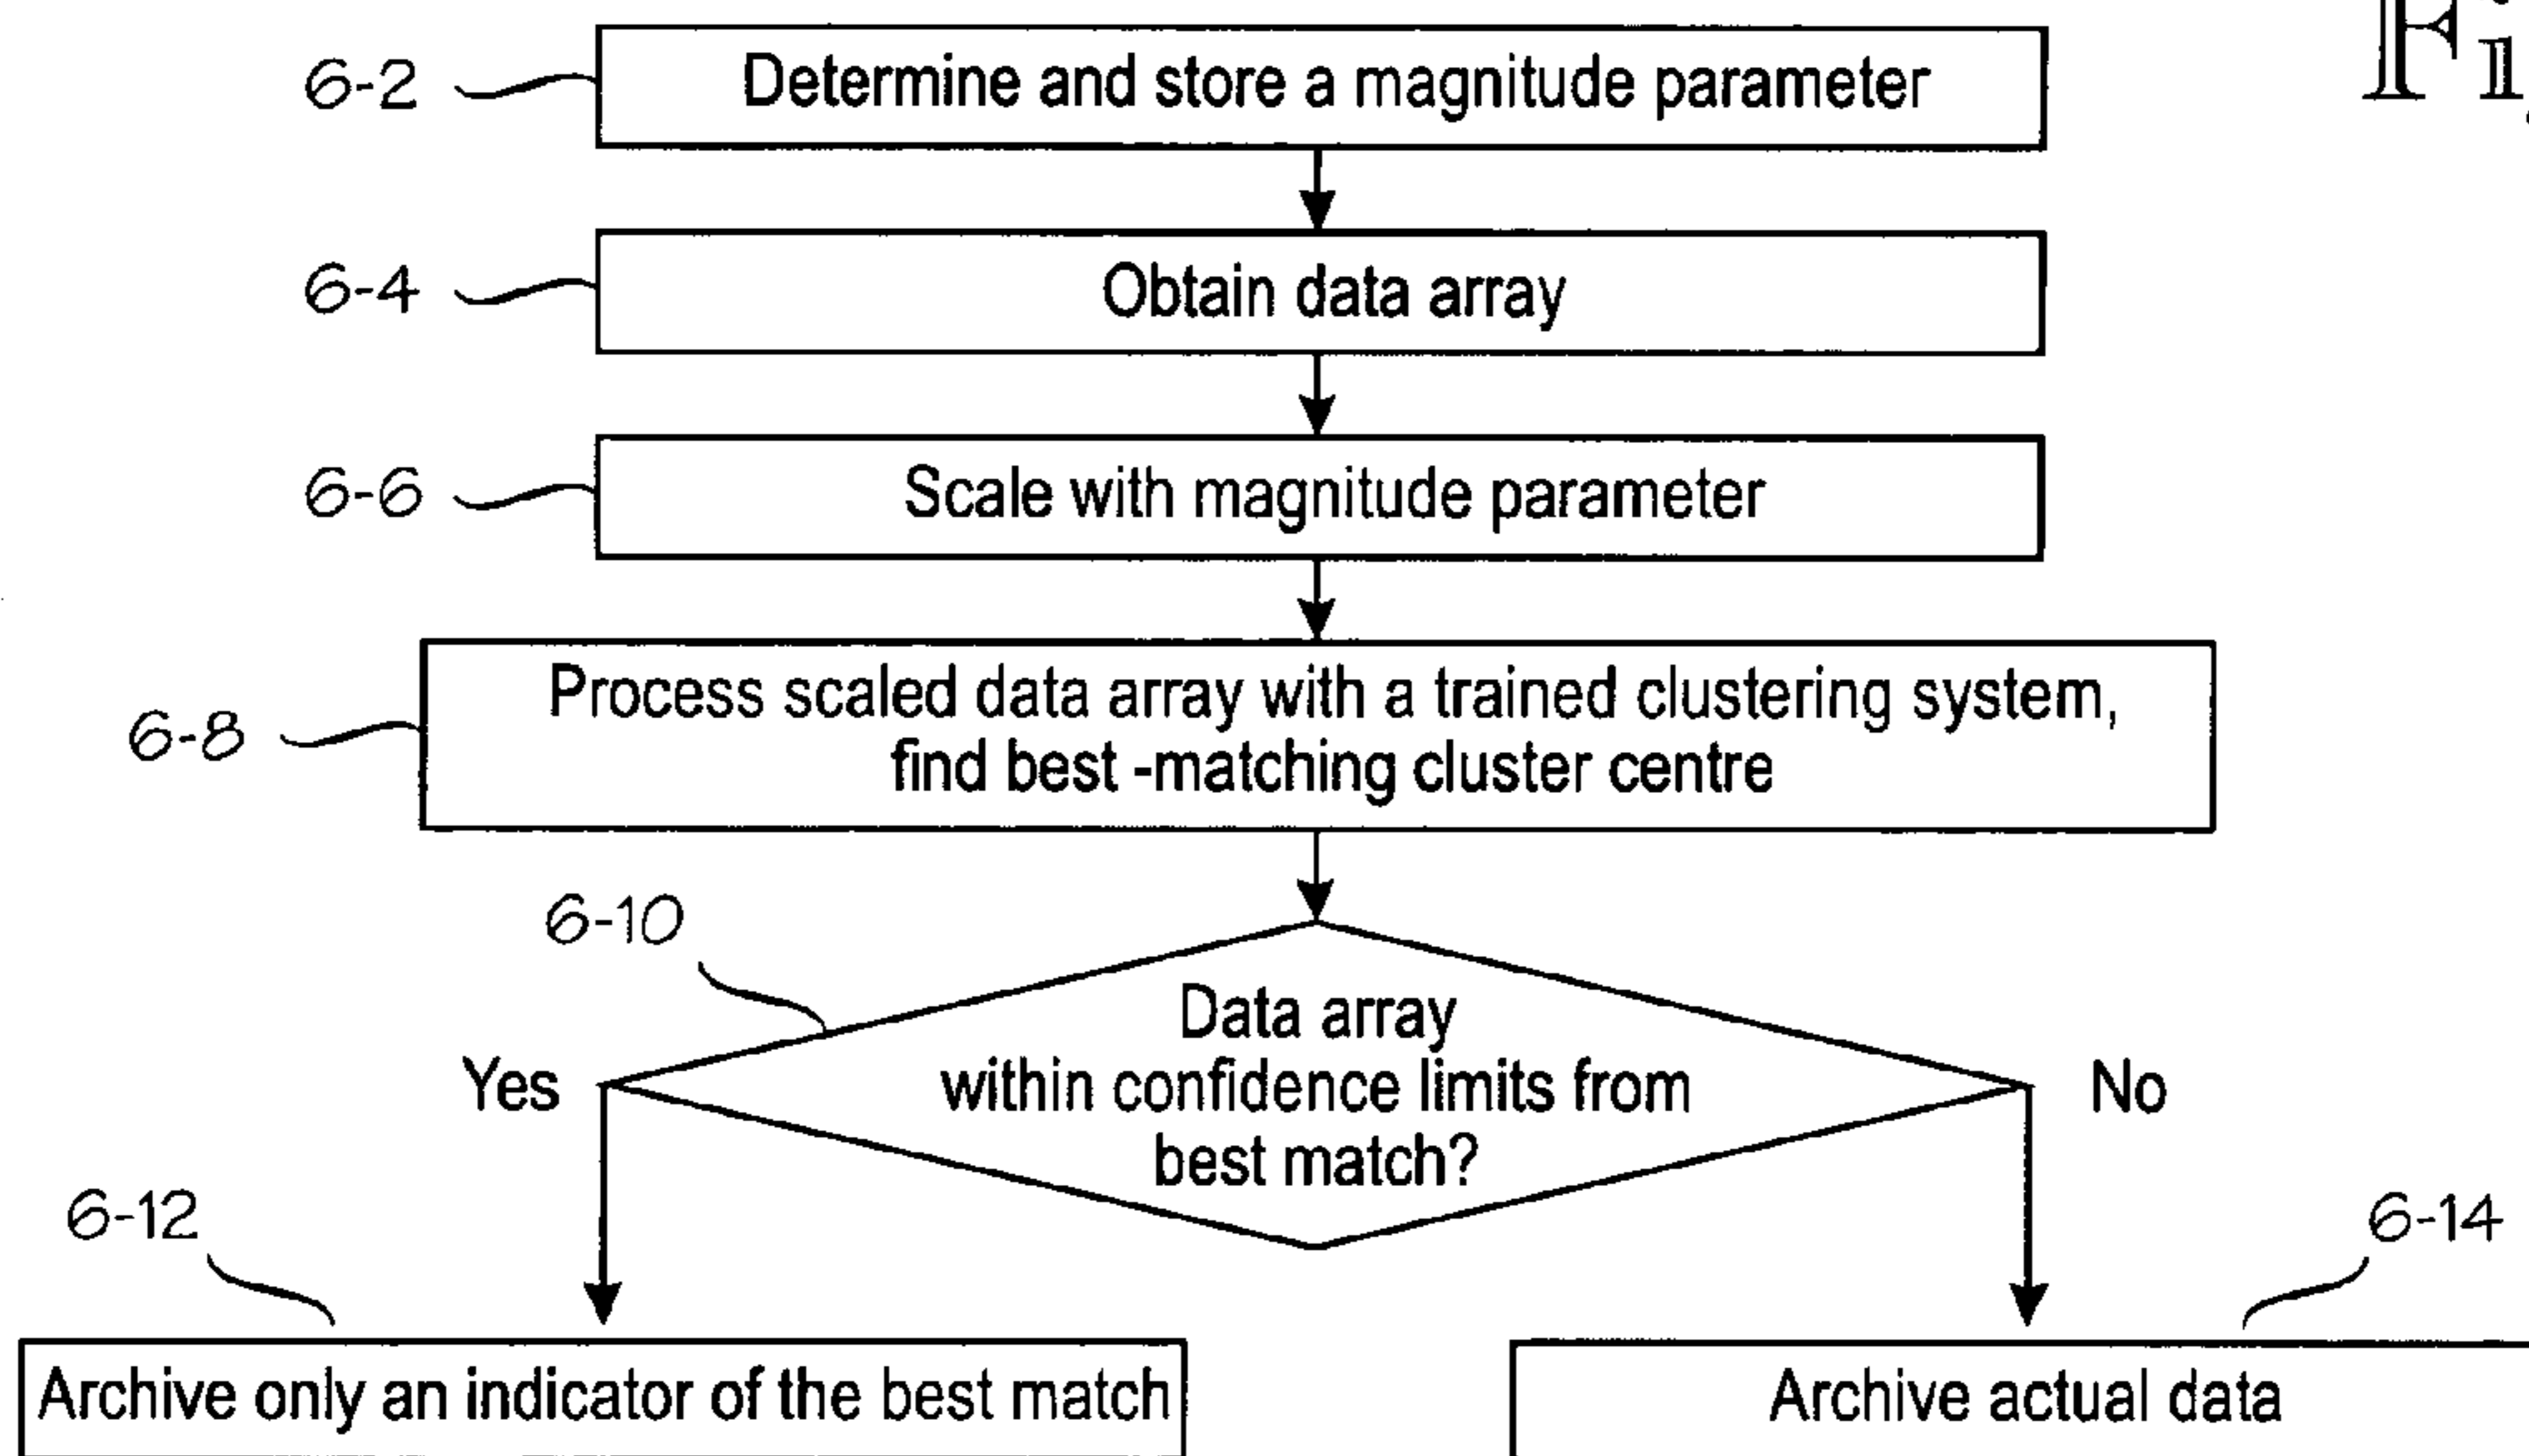 6-2
Determine and store a magnitude parameter
6-4
Obtain data array
6-6
Scale with magnitude parameter
6-8
Process scaled data array with a trained clustering system,
find best -matching cluster centre
6-10
Data array
within confidence limits from
best match?
Yes
No
6-12
6-14
Archive only an indicator of the best match
Archive actual data